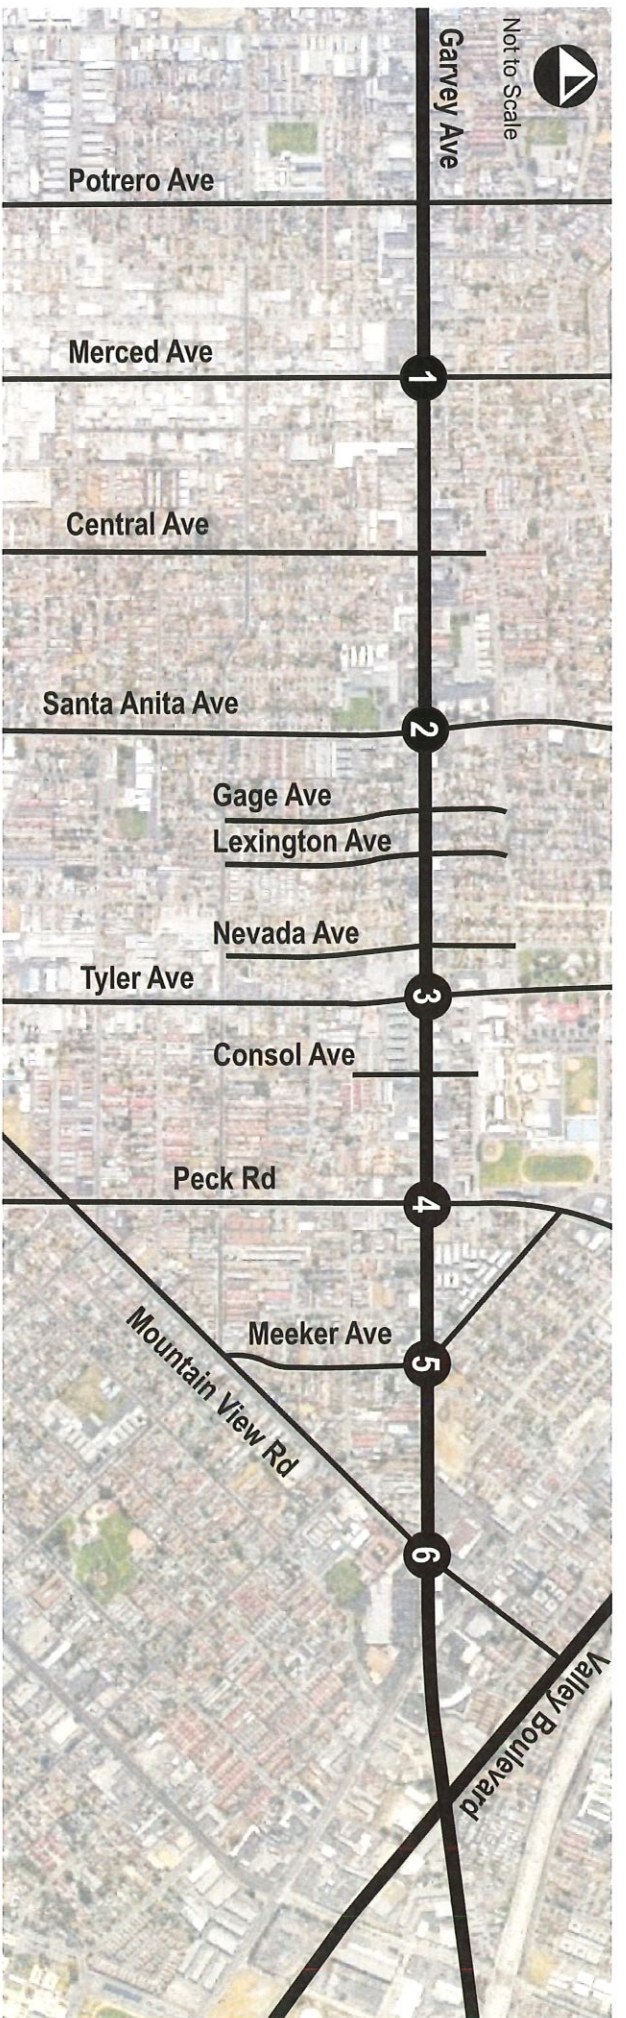 Not to Scale
Garvey Ave
Potrero Ave
Merced Ave
1
Central Ave
Santa Anita Ave
2
Gage Ave
Lexington Ave
Nevada Ave
Tyler Ave
3
Consol Ave
Peck Rd
4
Meeker Ave
5
Mountain View Rd
6
Valley Boulevard